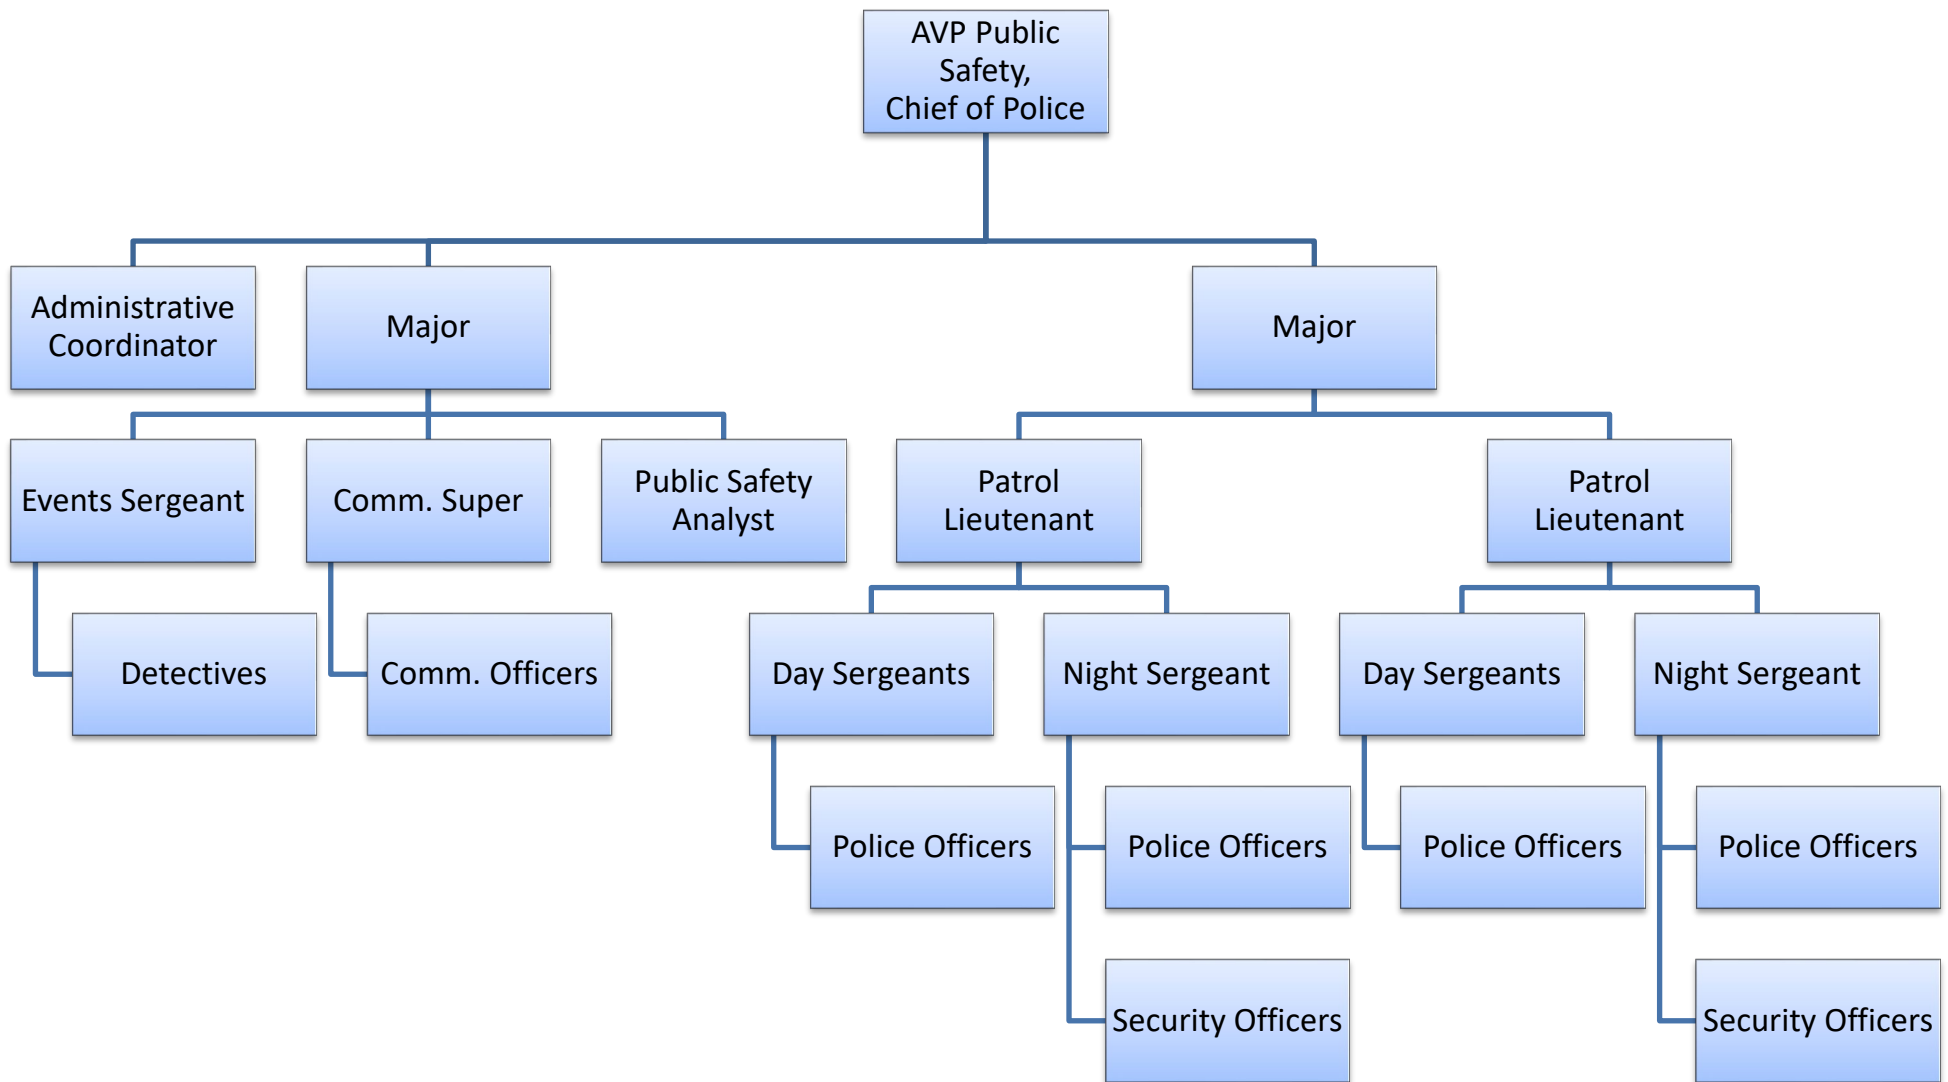 AVP Public
Safety,
Chief of Police
Administrative
Coordinator
Major
Major
Events Sergeant
Comm. Super
Public Safety
Analyst
Patrol
Lieutenant
Patrol
Lieutenant
Detectives
Comm. Officers
Day Sergeants
Night Sergeant
Day Sergeants
Night Sergeant
Police Officers
Police Officers
Police Officers
Police Officers
Security Officers
Security Officers